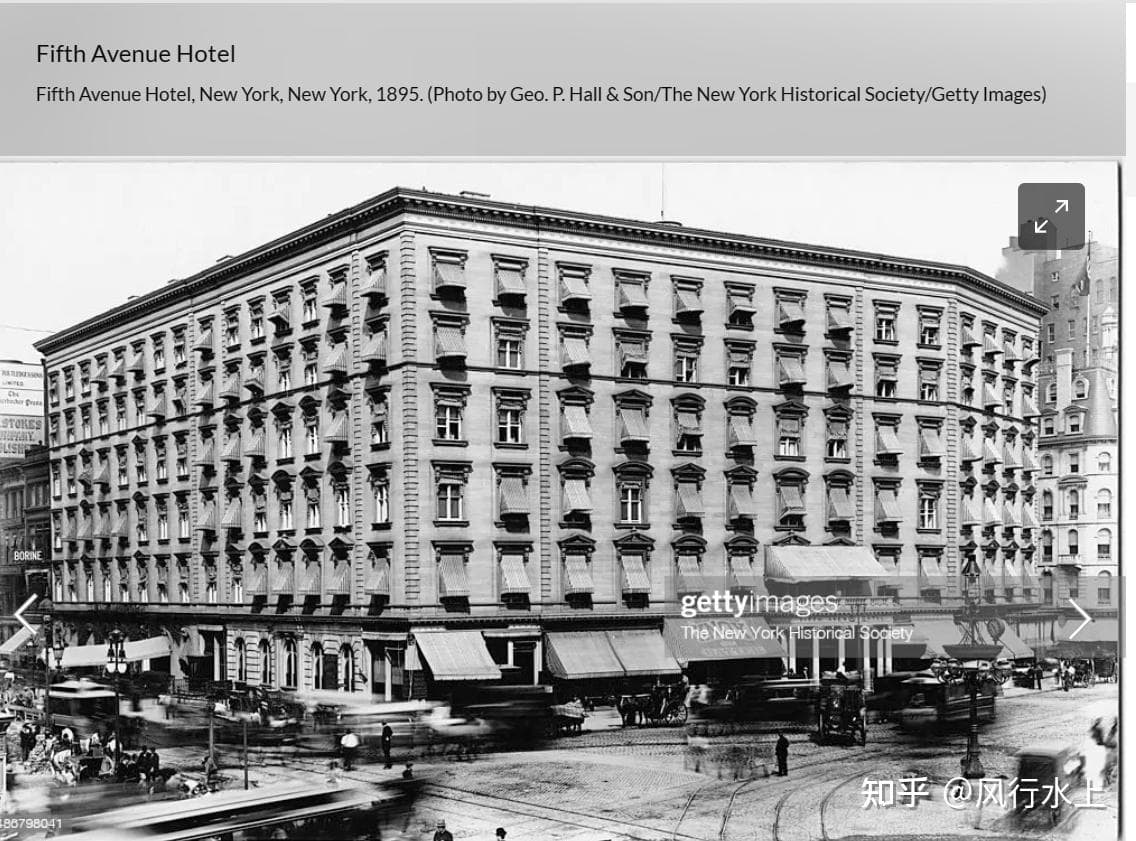 Fifth Avenue Hotel
Fifth Avenue Hotel, New York, New York, 1895. (Photo by Geo. P. Hall & Son/The New York Historical Society/Getty Images)
LIMITED
The
STOKES
BORINE
gettyimages
The New York Historical Society
知乎 @风行水上
486798041